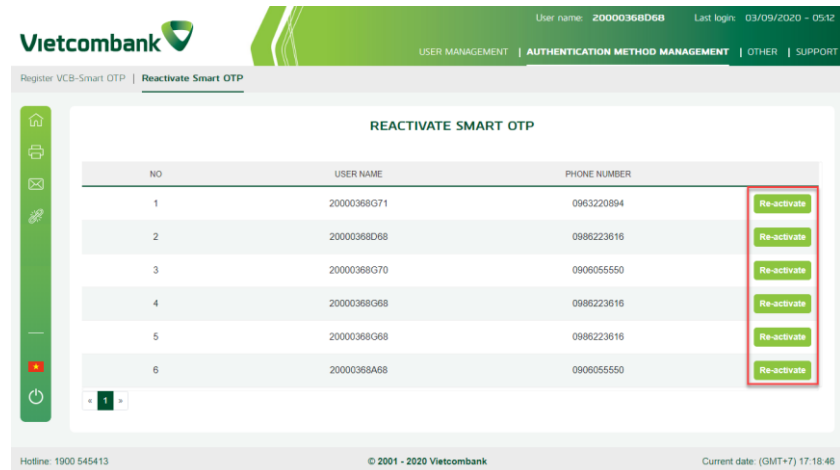 User name: 20000368D68 Last login: 03/09/2020 - 05:12
Vietcombank
USER MANAGEMENT | AUTHENTICATION METHOD MANAGEMENT | OTHER | SUPPORT
Register VCB-Smart OTP | Reactivate Smart OTP
REACTIVATE SMART OTP
NO USER NAME PHONE NUMBER
1 20000368G71 0963220894 Re-activate
2 20000368D68 0986223616 Re-activate
3 20000368G70 0906055550 Re-activate
4 20000368G68 0986223616 Re-activate
5 20000368G68 0986223616 Re-activate
6 20000368A68 0906055550 Re-activate
« 1 »
Hotline: 1900 545413 © 2001 - 2020 Vietcombank Current date: (GMT+7) 17:18:46